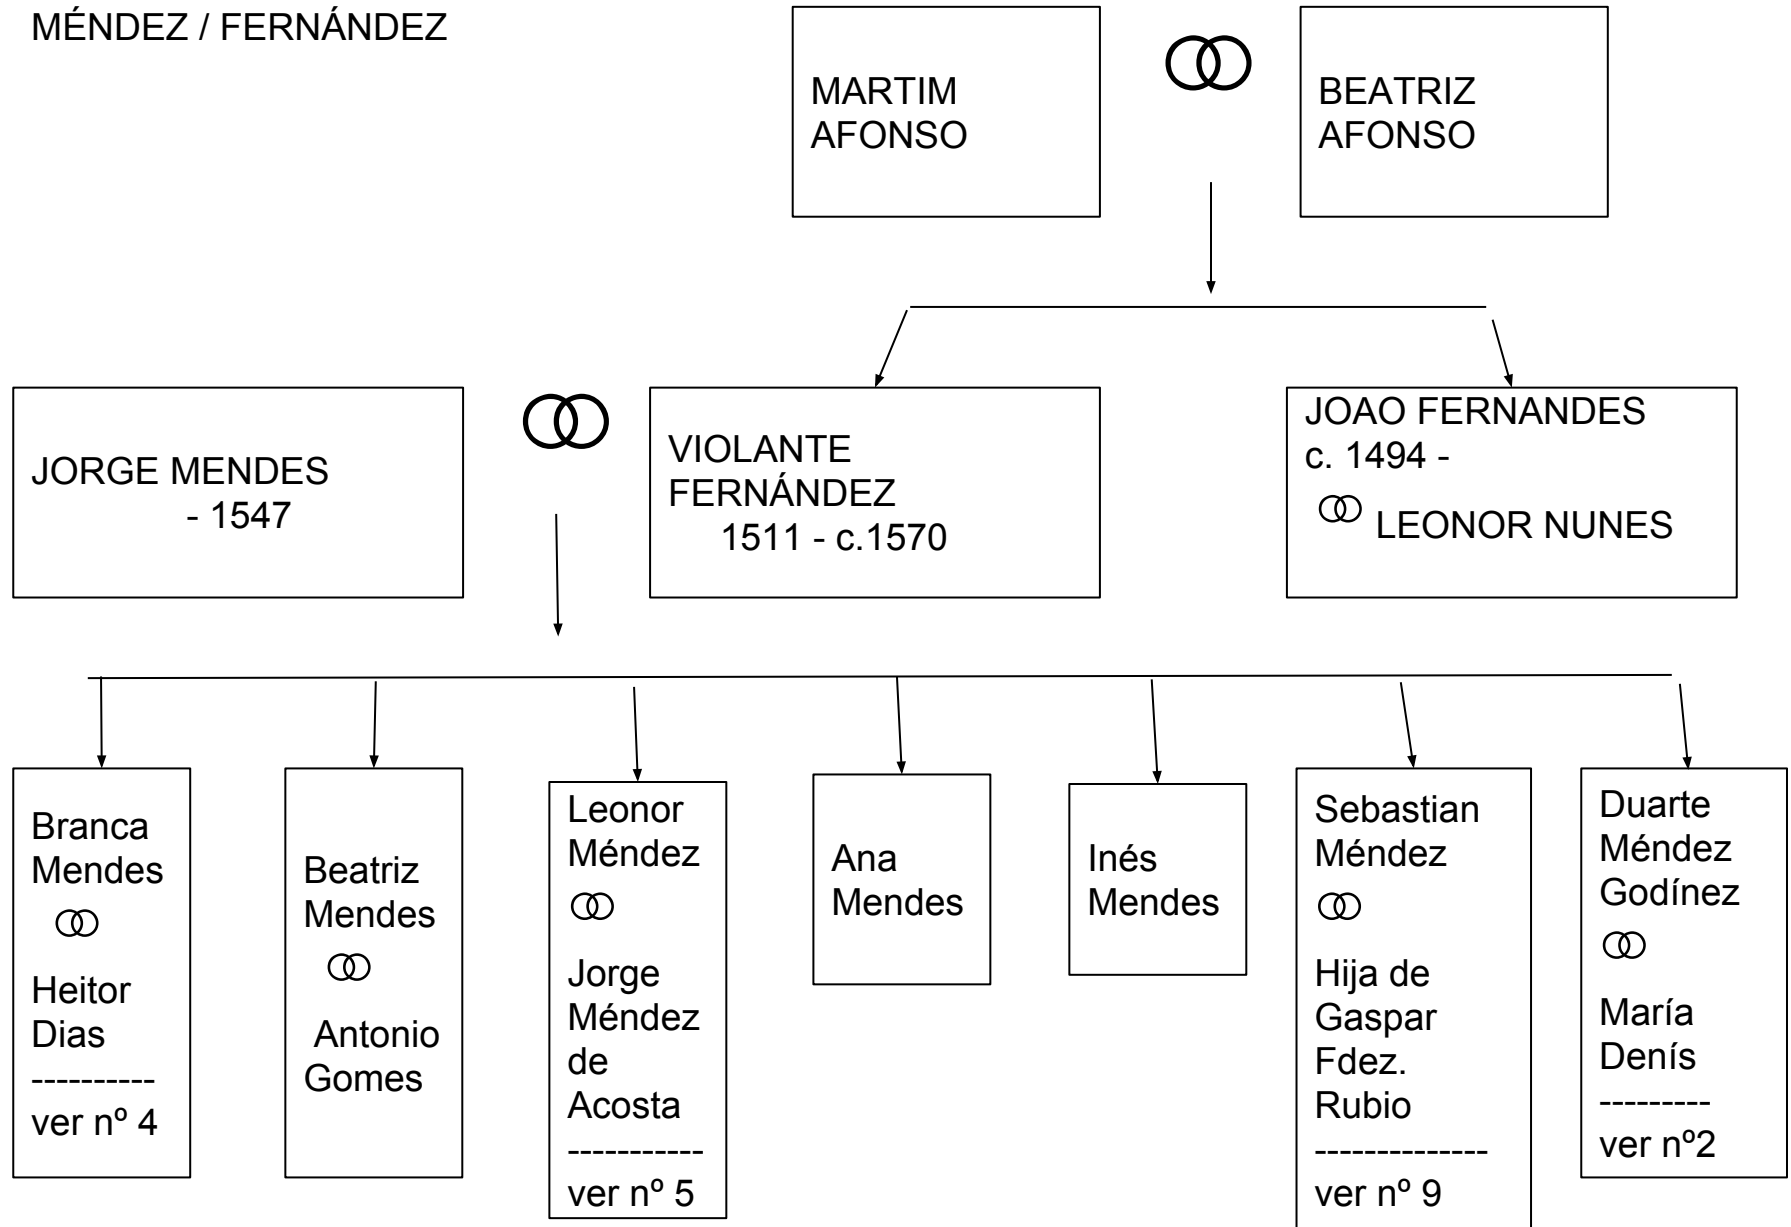 MÉNDEZ / FERNÁNDEZ
MARTIM
AFONSO
BEATRIZ
AFONSO
JORGE MENDES
- 1547
VIOLANTE
FERNÁNDEZ
1511 - c.1570
JOAO FERNANDES
c. 1494 -
LEONOR NUNES
Branca
Mendes
Heitor
Dias
----------
ver nº 4
Beatriz
Mendes
Antonio
Gomes
Leonor
Méndez
Jorge
Méndez
de
Acosta
-----------
ver nº 5
Ana
Mendes
Inés
Mendes
Sebastian
Méndez
Hija de
Gaspar
Fdez.
Rubio
--------------
ver nº 9
Duarte
Méndez
Godínez
María
Denís
---------
ver nº2